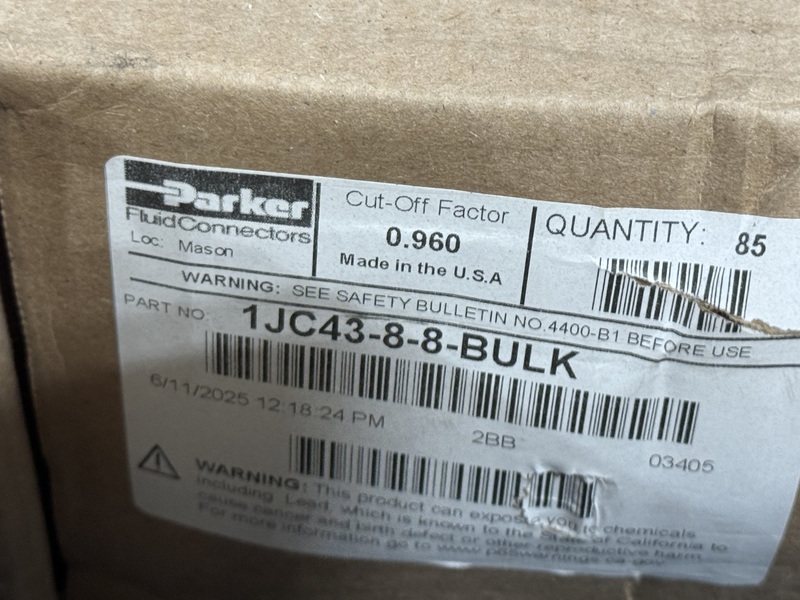 Parker
FluidConnectors
Loc: Mason
Cut-Off Factor
0.960
Made in the U.S.A
QUANTITY: 85
WARNING: SEE SAFETY BULLETIN NO.4400-B1 BEFORE USE
PART NO. 1JC43-8-8-BULK
6/11/2025 12:18:24 PM
2BB
03405
WARNING: This product can expose you to chemicals
including Lead, which is known to the State of California to
cause cancer and birth defect or other reproductive harm.
For more information go to www.p65warnings.ca.gov